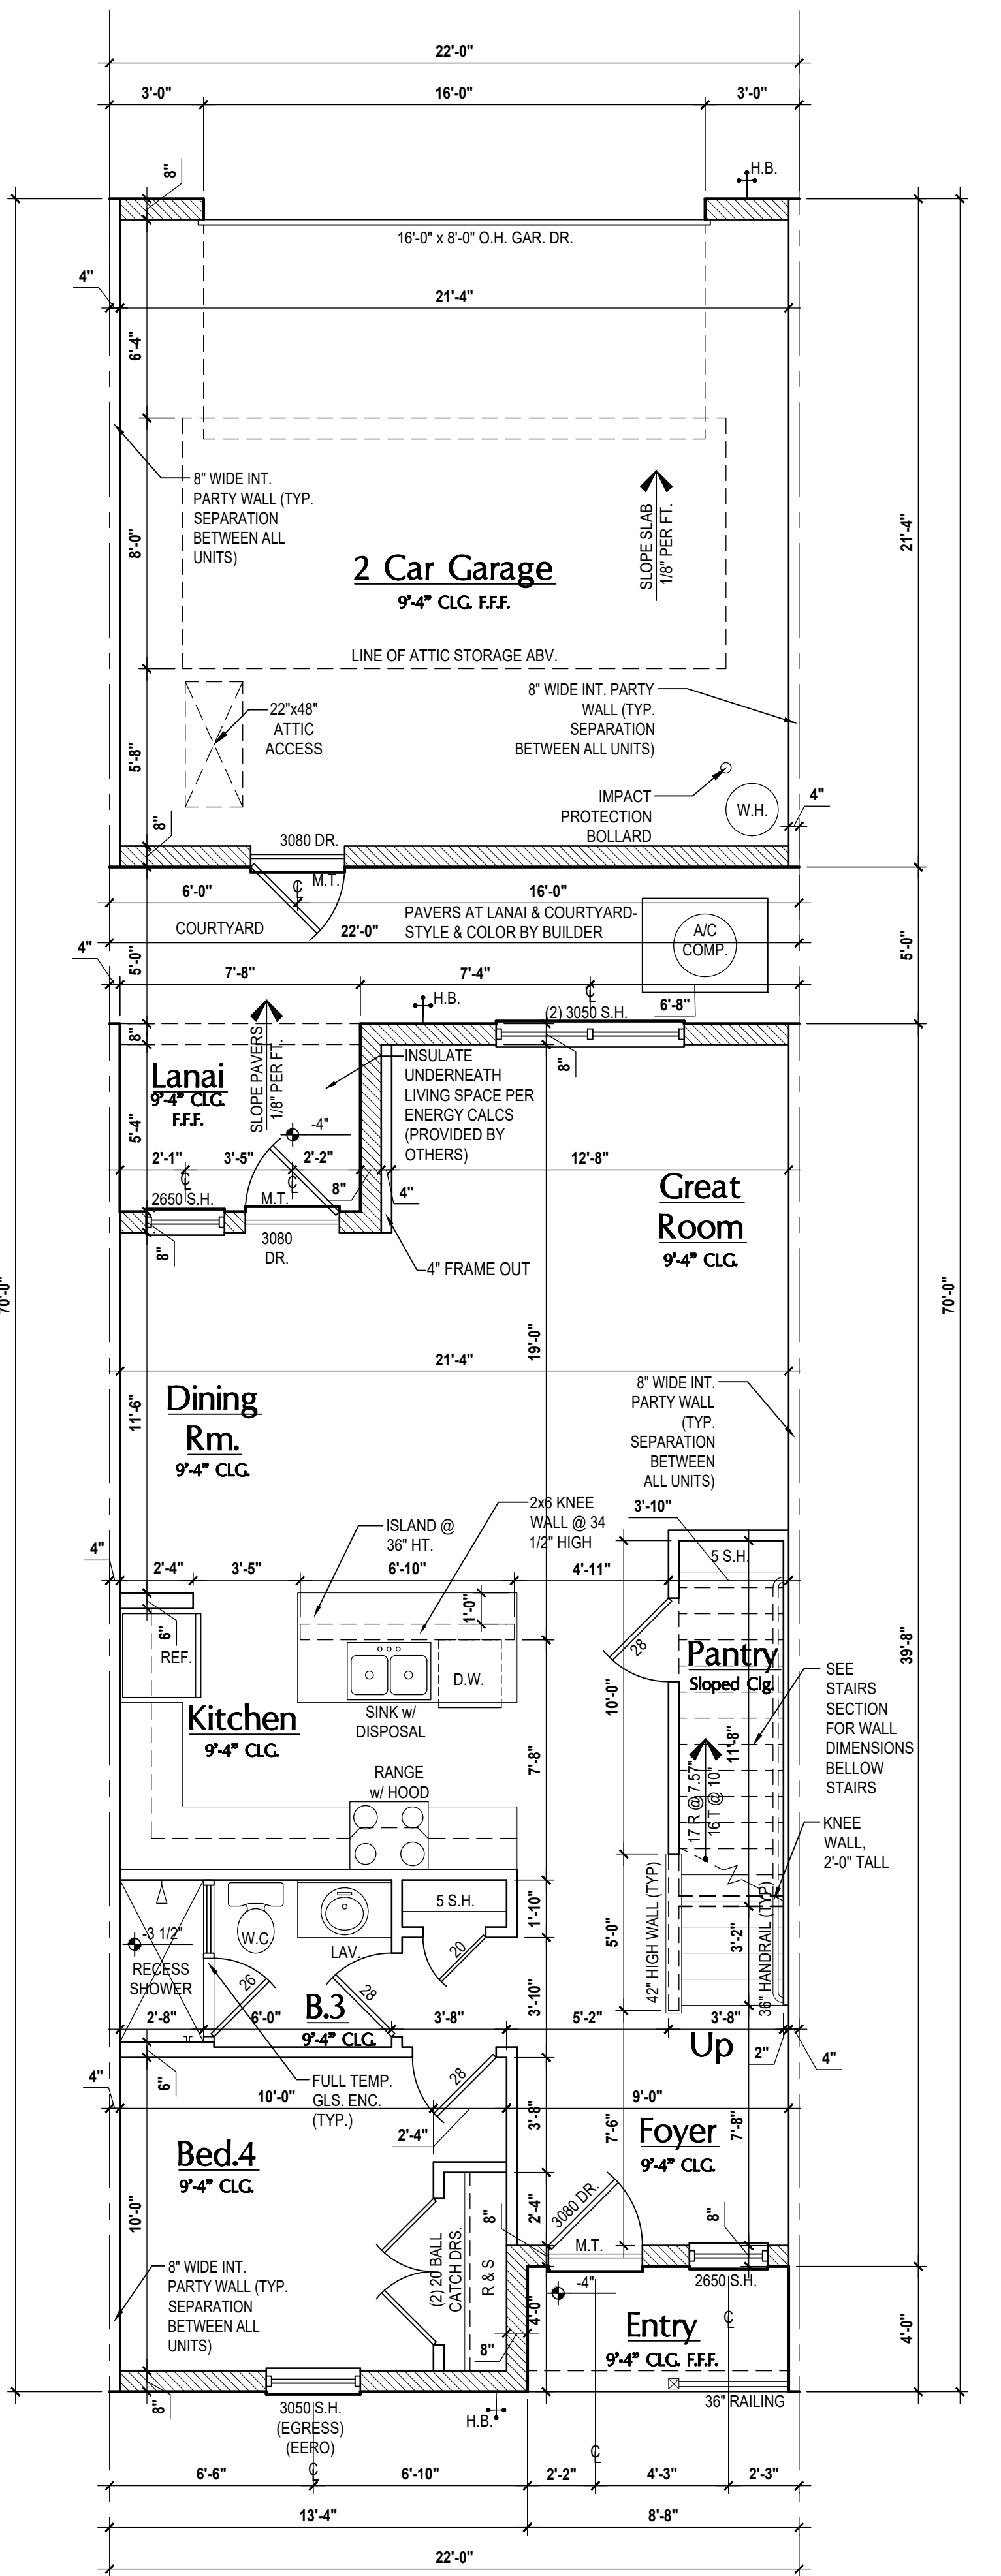 22'-0"
3'-0"
16'-0"
3'-0"
8"
H.B.
16'-0" x 8'-0" O.H. GAR. DR.
4"
21'-4"
6'-4"
8" WIDE INT.
PARTY WALL (TYP.
SEPARATION
BETWEEN ALL
UNITS)
SLOPE SLAB
1/8" PER FT.
8'-0"
21'-4"
2 Car Garage
9'-4" CLG. F.F.F.
LINE OF ATTIC STORAGE ABV.
22"x48"
ATTIC
ACCESS
8" WIDE INT. PARTY
WALL (TYP.
SEPARATION
BETWEEN ALL UNITS)
5'-8"
IMPACT
PROTECTION
BOLLARD
W.H.
4"
8"
3080 DR.
M.T.
6'-0"
℄
16'-0"
COURTYARD
22'-0"
PAVERS AT LANAI & COURTYARD-
STYLE & COLOR BY BUILDER
A/C
COMP.
4"
5'-0"
5'-0"
7'-8"
7'-4"
℄
6'-8"
H.B.
(2) 3050 S.H.
8"
8"
SLOPE PAVERS
1/8" PER FT.
Lanai
9'-4" CLG.
F.F.F.
INSULATE
UNDERNEATH
LIVING SPACE PER
ENERGY CALCS
(PROVIDED BY
OTHERS)
5'-4"
-4"
2'-1"
3'-5"
2'-2"
12'-8"
℄
℄
8"
4"
2650 S.H.
M.T.
Great
Room
9'-4" CLG.
8"
3080
DR.
4" FRAME OUT
70'-0"
70'-0"
19'-0"
21'-4"
Dining
Rm.
9'-4" CLG.
11'-6"
8" WIDE INT.
PARTY WALL
(TYP.
SEPARATION
BETWEEN
ALL UNITS)
ISLAND @
36" HT.
2x6 KNEE
WALL @ 34
1/2" HIGH
3'-10"
5 S.H.
4"
2'-4"
3'-5"
6'-10"
4'-11"
1'-0"
6"
REF.
28
D.W.
SINK w/
DISPOSAL
Pantry
Sloped Clg.
10'-0"
39'-8"
SEE
STAIRS
SECTION
FOR WALL
DIMENSIONS
BELLOW
STAIRS
Kitchen
9'-4" CLG.
7'-8"
11'-8"
RANGE
w/ HOOD
17 R @ 7.57"
16 T @ 10"
KNEE
WALL,
2'-0" TALL
5 S.H.
1'-10"
W.C.
LAV.
-3 1/2"
RECESS
SHOWER
20
26
28
5'-0"
42" HIGH WALL (TYP)
36" HANDRAIL (TYP)
3'-2"
3'-10"
B.3
9'-4" CLG.
2'-8"
6'-0"
3'-8"
5'-2"
3'-8"
Up
2"
4"
6"
4"
28
FULL TEMP.
GLS. ENC.
(TYP.)
10'-0"
9'-0"
2'-4"
3'-8"
7'-6"
7'-8"
Foyer
9'-4" CLG.
Bed.4
9'-4" CLG.
10'-0"
2'-4"
3080 DR.
8"
8"
M.T.
(2) 20 BALL
CATCH DRS.
R & S
8" WIDE INT.
PARTY WALL (TYP.
SEPARATION
BETWEEN ALL
UNITS)
2650 S.H.
-4"
℄
4'-0"
Entry
9'-4" CLG. F.F.F.
4'-0"
8"
36" RAILING
8"
3050 S.H.
(EGRESS)
(EERO)
H.B.
℄
℄
6'-6"
6'-10"
2'-2"
4'-3"
2'-3"
13'-4"
8'-8"
22'-0"